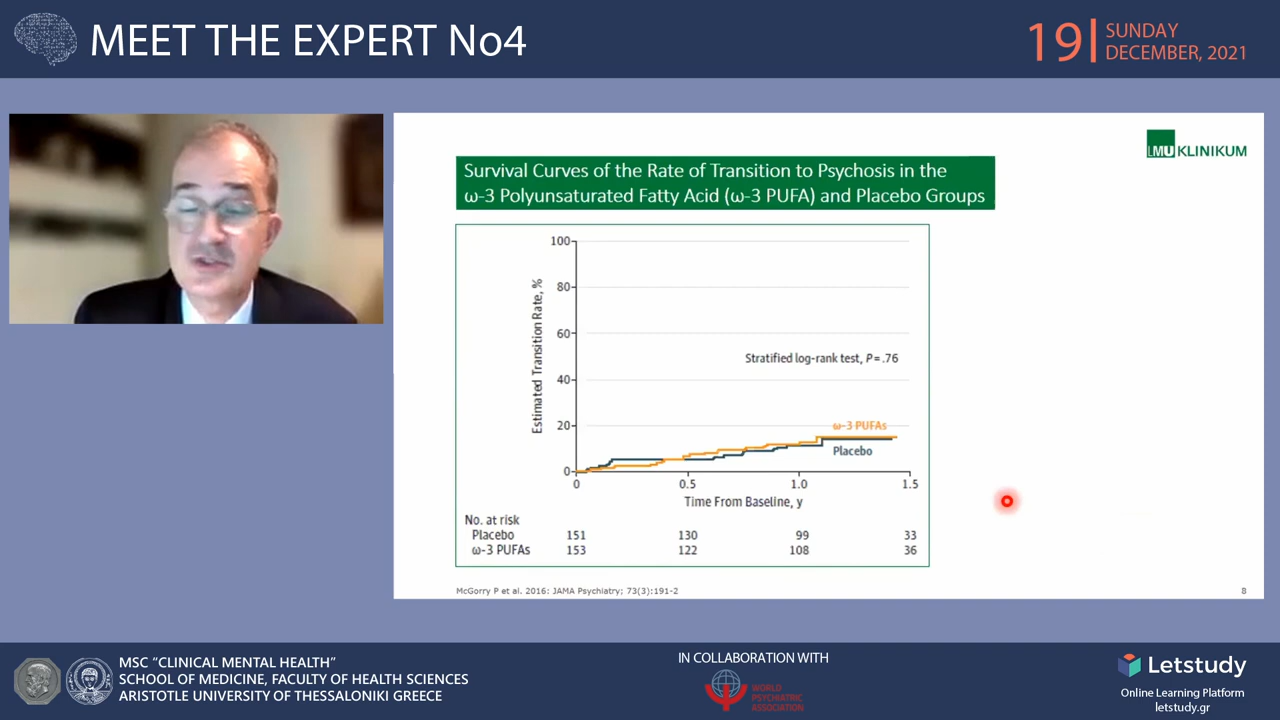 MEET THE EXPERT No4
19 SUNDAY
DECEMBER, 2021
LMU KLINIKUM
Survival Curves of the Rate of Transition to Psychosis in the
ω-3 Polyunsaturated Fatty Acid (ω-3 PUFA) and Placebo Groups
Estimated Transition Rate, %
100
80
60
40
20
0
Stratified log-rank test, P=.76
ω-3 PUFAs
Placebo
0 0.5 1.0 1.5
Time From Baseline, y
No. at risk
Placebo 151 130 99 33
ω-3 PUFAs 153 122 108 36
McGorry P et al. 2016: JAMA Psychiatry; 73(3):191-2
8
MSC “CLINICAL MENTAL HEALTH”
SCHOOL OF MEDICINE, FACULTY OF HEALTH SCIENCES
ARISTOTLE UNIVERSITY OF THESSALONIKI GREECE
IN COLLABORATION WITH
WORLD
PSYCHIATRIC
ASSOCIATION
Letstudy
Online Learning Platform
letstudy.gr